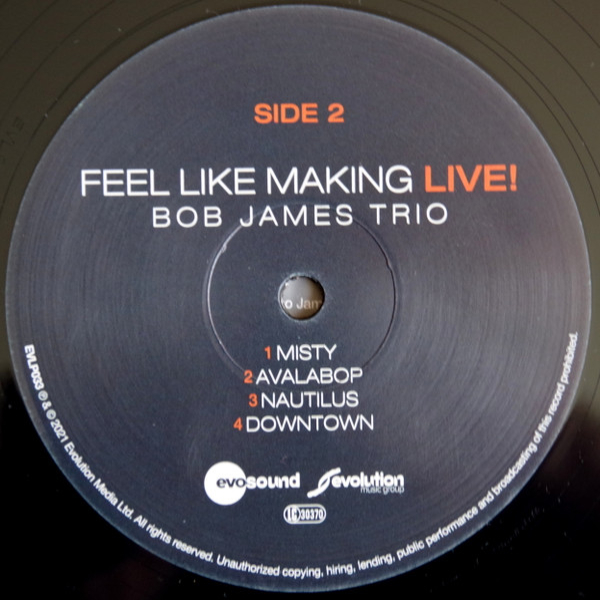 SIDE 2
FEEL LIKE MAKING LIVE!
BOB JAMES TRIO
o Jam
1 MISTY
2 AVALABOP
3 NAUTILUS
4 DOWNTOWN
evosound
evolution
music group
LC 30370
EVLP033 ℗ & © 2021 Evolution Media Ltd. All rights reserved. Unauthorized copying, hiring, lending, public performance and broadcasting of this record prohibited.